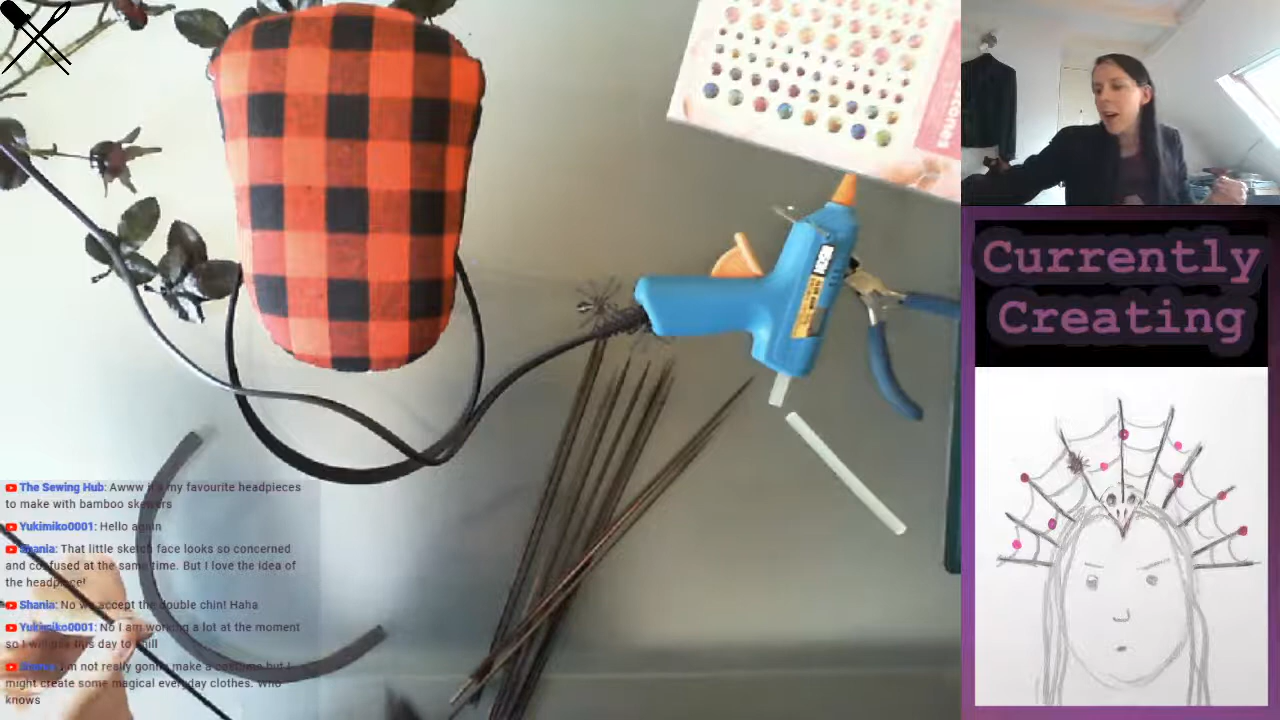 Currently
Creating
The Sewing Hub: Awww it's my favourite headpieces
to make with bamboo skewers
Yukimiko0001: Hello again
Shania: That little sketch face looks so concerned
and confused at the same time. But I love the idea of
the headpiece!
Shania: No we accept the double chin! Haha
Yukimiko0001: No I am working a lot at the moment
so I will use this day to chill
Shania: I'm not really gonna make a costume but I
might create some magical everyday clothes. Who
knows